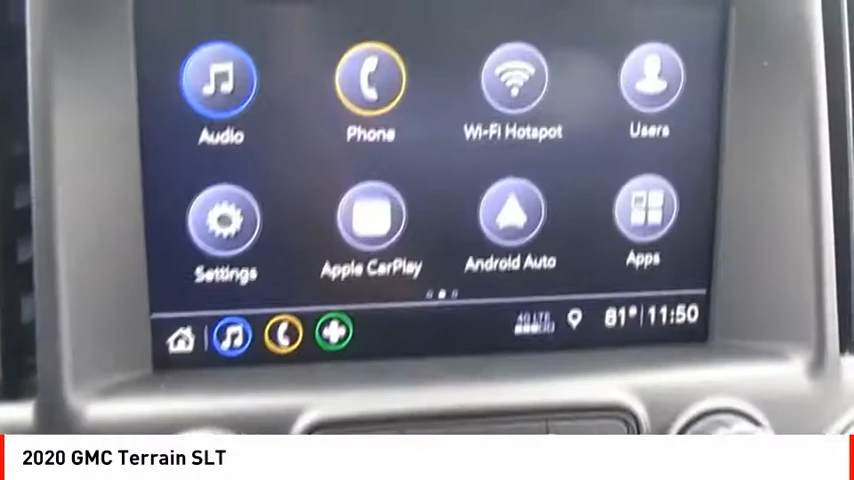 Audio Phone Wi-Fi Hotspot Users
Settings Apple CarPlay Android Auto Apps
4G LTE
81° 11:50
2020 GMC Terrain SLT